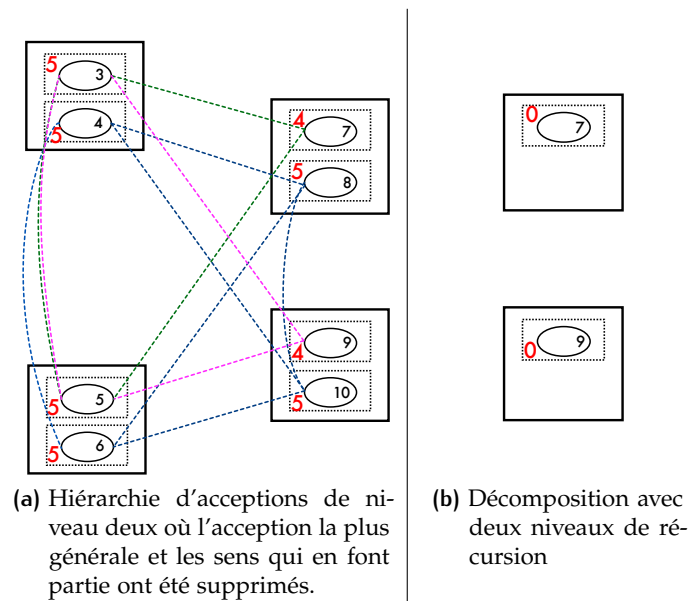 5
3
4
5
4
7
5
8
9
4
10
5
5
5
6
5
0
7
9
0
(a) Hiérarchie d'acceptions de ni-
veau deux où l'acception la plus
générale et les sens qui en font
partie ont été supprimés.
(b) Décomposition avec
deux niveaux de ré-
cursion